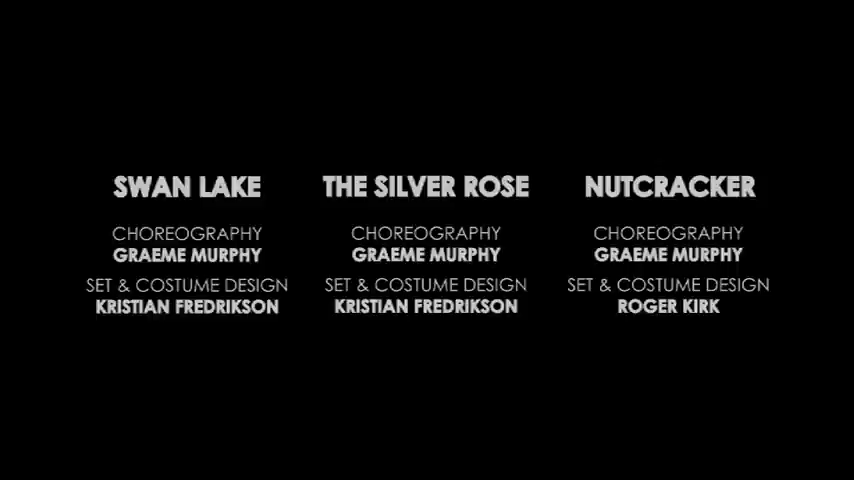 SWAN LAKE
CHOREOGRAPHY
GRAEME MURPHY
SET & COSTUME DESIGN
KRISTIAN FREDRIKSON
THE SILVER ROSE
CHOREOGRAPHY
GRAEME MURPHY
SET & COSTUME DESIGN
KRISTIAN FREDRIKSON
NUTCRACKER
CHOREOGRAPHY
GRAEME MURPHY
SET & COSTUME DESIGN
ROGER KIRK